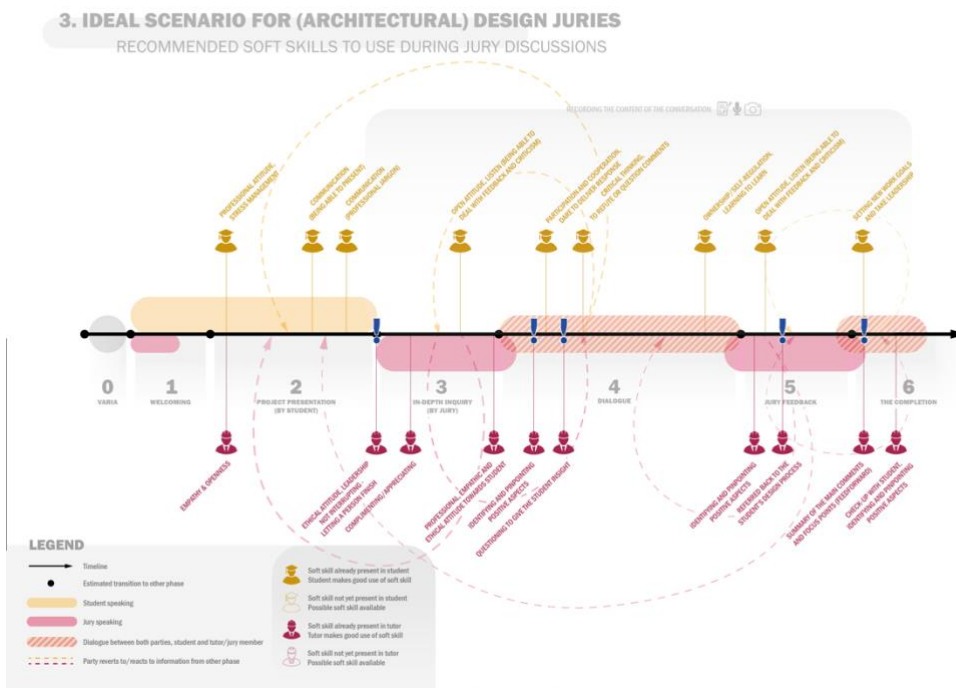 3. IDEAL SCENARIO FOR (ARCHITECTURAL) DESIGN JURIES
RECOMMENDED SOFT SKILLS TO USE DURING JURY DISCUSSIONS
RECORDING THE CONTENT OF THE CONVERSATION
PROFESSIONAL ATTITUDE,
STRESS MANAGEMENT
COMMUNICATION
(BEING ABLE TO PRESENT)
COMMUNICATION
(PROFESSIONAL JARGON)
OPEN ATTITUDE, LISTEN (BEING ABLE TO
DEAL WITH FEEDBACK AND CRITICISM)
PARTICIPATION AND COOPERATION,
DARE TO DELIVER RESPONSE
CRITICAL THINKING,
TO REFUTE OR QUESTION COMMENTS
OWNERSHIP/SELF-REGULATION,
LEARNING TO LEARN
OPEN ATTITUDE, LISTEN (BEING ABLE TO
DEAL WITH FEEDBACK AND CRITICISM)
SETTING NEW WORK GOALS
AND TAKE LEADERSHIP
0
VARIA
1
WELCOMING
2
PROJECT PRESENTATION
(BY STUDENT)
3
IN-DEPTH INQUIRY
(BY JURY)
4
DIALOGUE
5
JURY FEEDBACK
6
THE COMPLETION
EMPATHY & OPENNESS
ETHICAL ATTITUDE, LEADERSHIP
NOT INTERRUPTING
LETTING A PERSON FINISH
COMPLIMENTING/APPRECIATING
PROFESSIONAL, EMPATHIC AND
ETHICAL ATTITUDE TOWARDS STUDENT
IDENTIFYING AND PINPOINTING
POSITIVE ASPECTS
QUESTIONING TO GIVE THE STUDENT INSIGHT
IDENTIFYING AND PINPOINTING
POSITIVE ASPECTS
REFERRED BACK TO THE
STUDENT'S DESIGN PROCESS
SUMMARY OF THE MAIN COMMENTS
AND FOCUS POINTS (FEEDFORWARD)
CHECK-UP WITH STUDENT.
IDENTIFYING AND PINPOINTING
POSITIVE ASPECTS
LEGEND
Timeline
Estimated transition to other phase
Student speaking
Jury speaking
Dialogue between both parties, student and tutor/jury member
Party reverts to/reacts to information from other phase
Soft skill already present in student
Student makes good use of soft skill
Soft skill not yet present in student
Possible soft skill available
Soft skill already present in tutor
Tutor makes good use of soft skill
Soft skill not yet present in tutor
Possible soft skill available